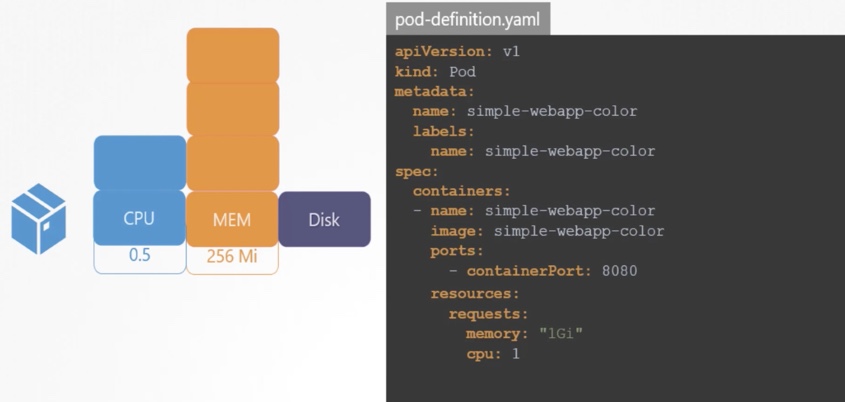 CPU
MEM
Disk
0.5
256 Mi
pod-definition.yaml
apiVersion: v1
kind: Pod
metadata:
  name: simple-webapp-color
  labels:
    name: simple-webapp-color
spec:
  containers:
  - name: simple-webapp-color
    image: simple-webapp-color
    ports:
      - containerPort: 8080
    resources:
      requests:
        memory: "1Gi"
        cpu: 1